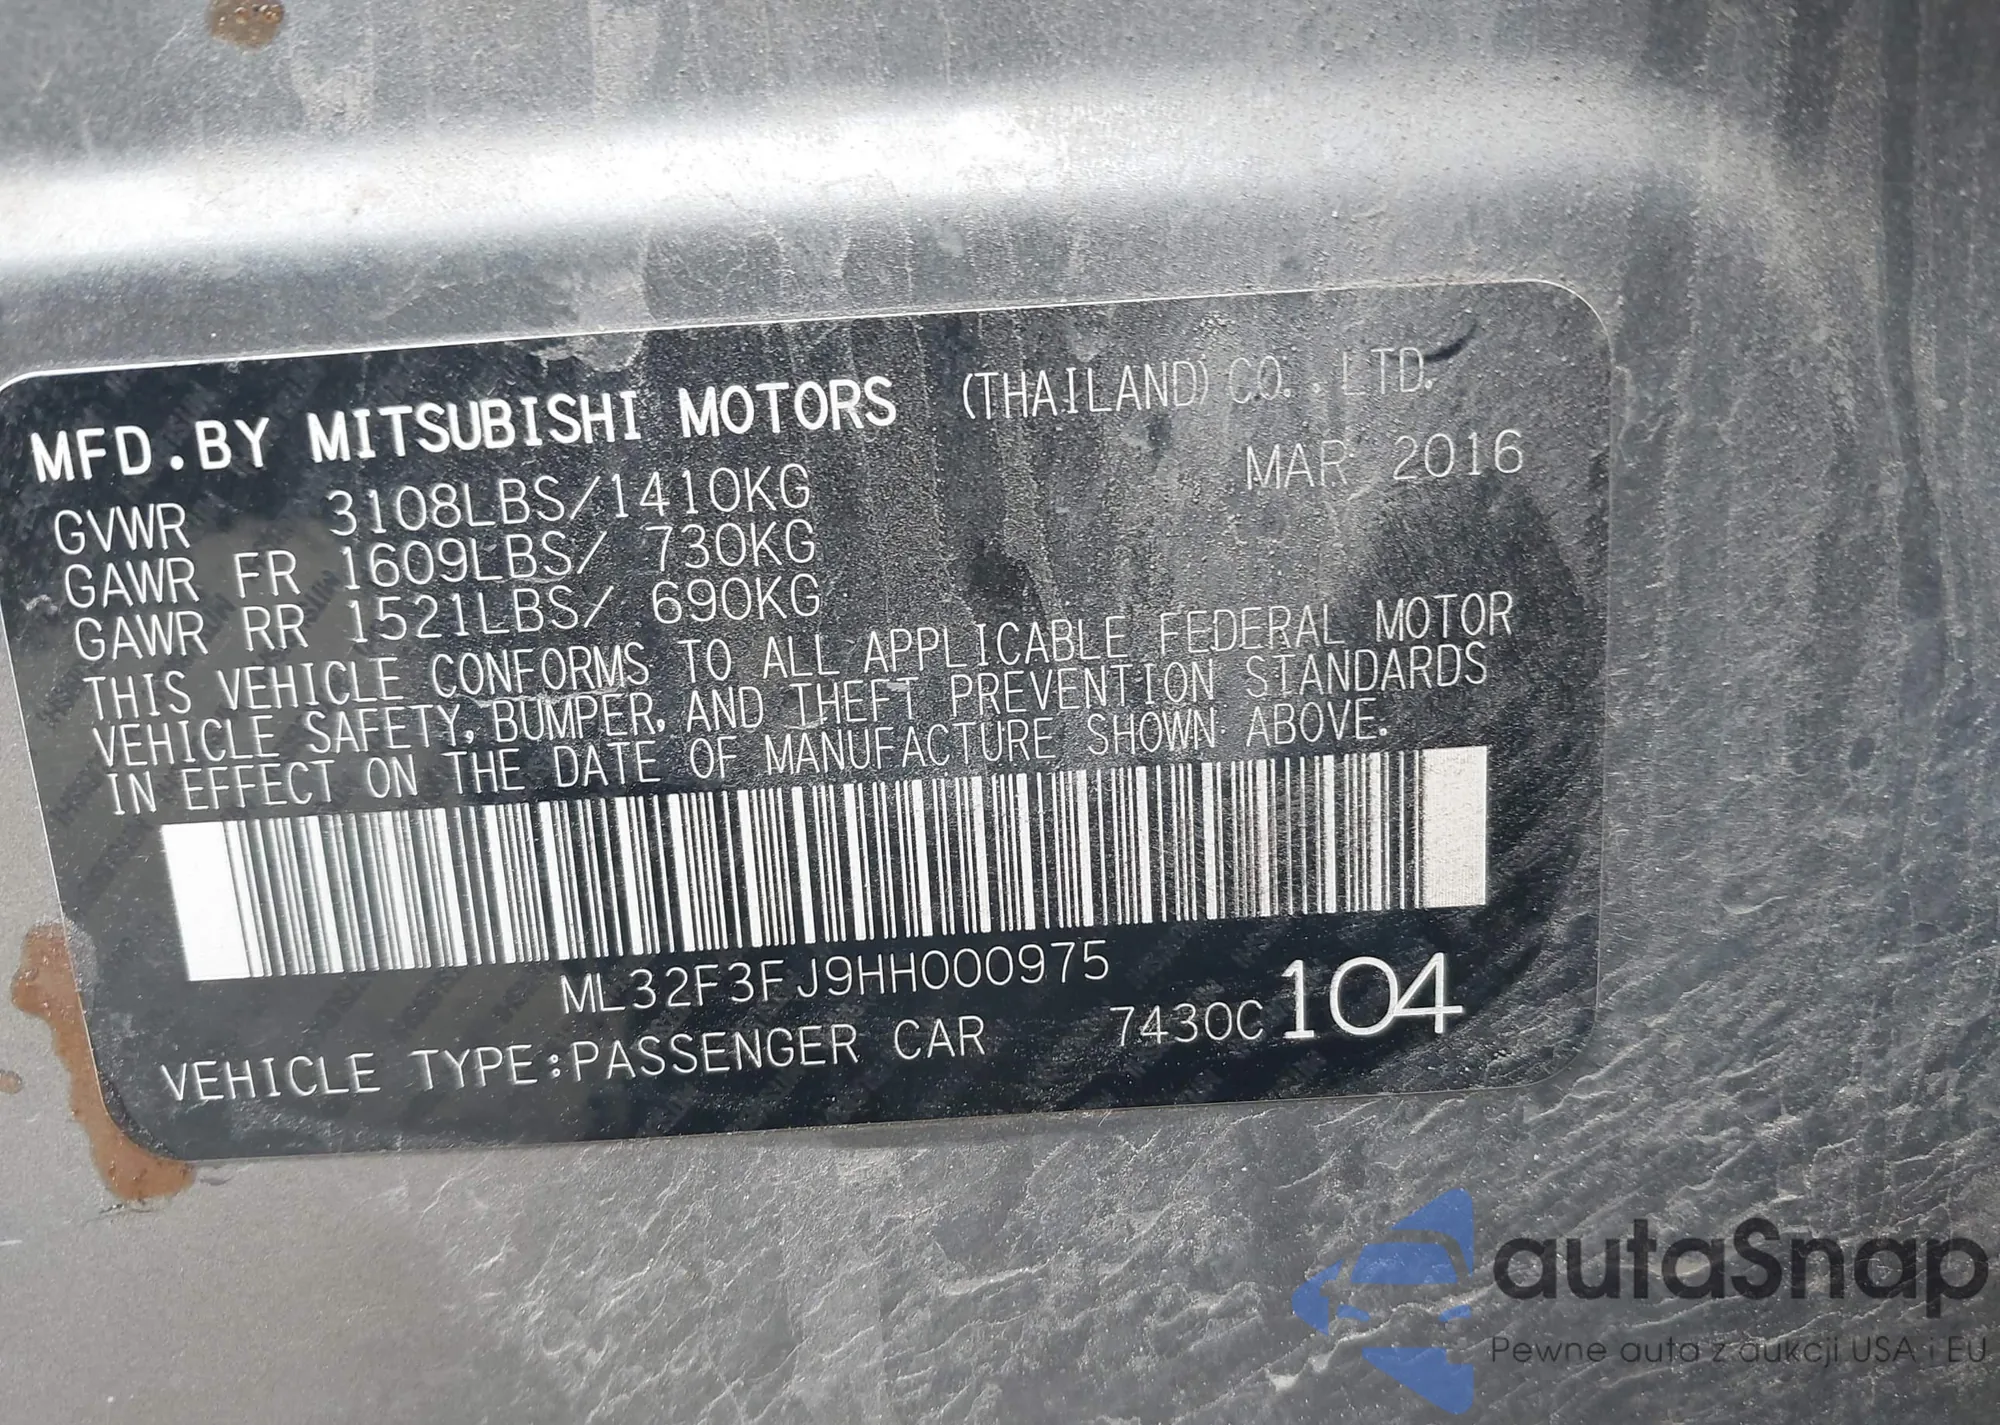 MFD.BY MITSUBISHI MOTORS (THAILAND) CO.,LTD.
MAR 2016
GVWR 3108LBS/1410KG
GAWR FR 1609LBS/ 730KG
GAWR RR 1521LBS/ 690KG
THIS VEHICLE CONFORMS TO ALL APPLICABLE FEDERAL MOTOR
VEHICLE SAFETY, BUMPER, AND THEFT PREVENTION STANDARDS
IN EFFECT ON THE DATE OF MANUFACTURE SHOWN ABOVE.
ML32F3FJ9HH000975
VEHICLE TYPE:PASSENGER CAR 7430C 104
autaSnap
Pewne auta z aukcji USA i EU